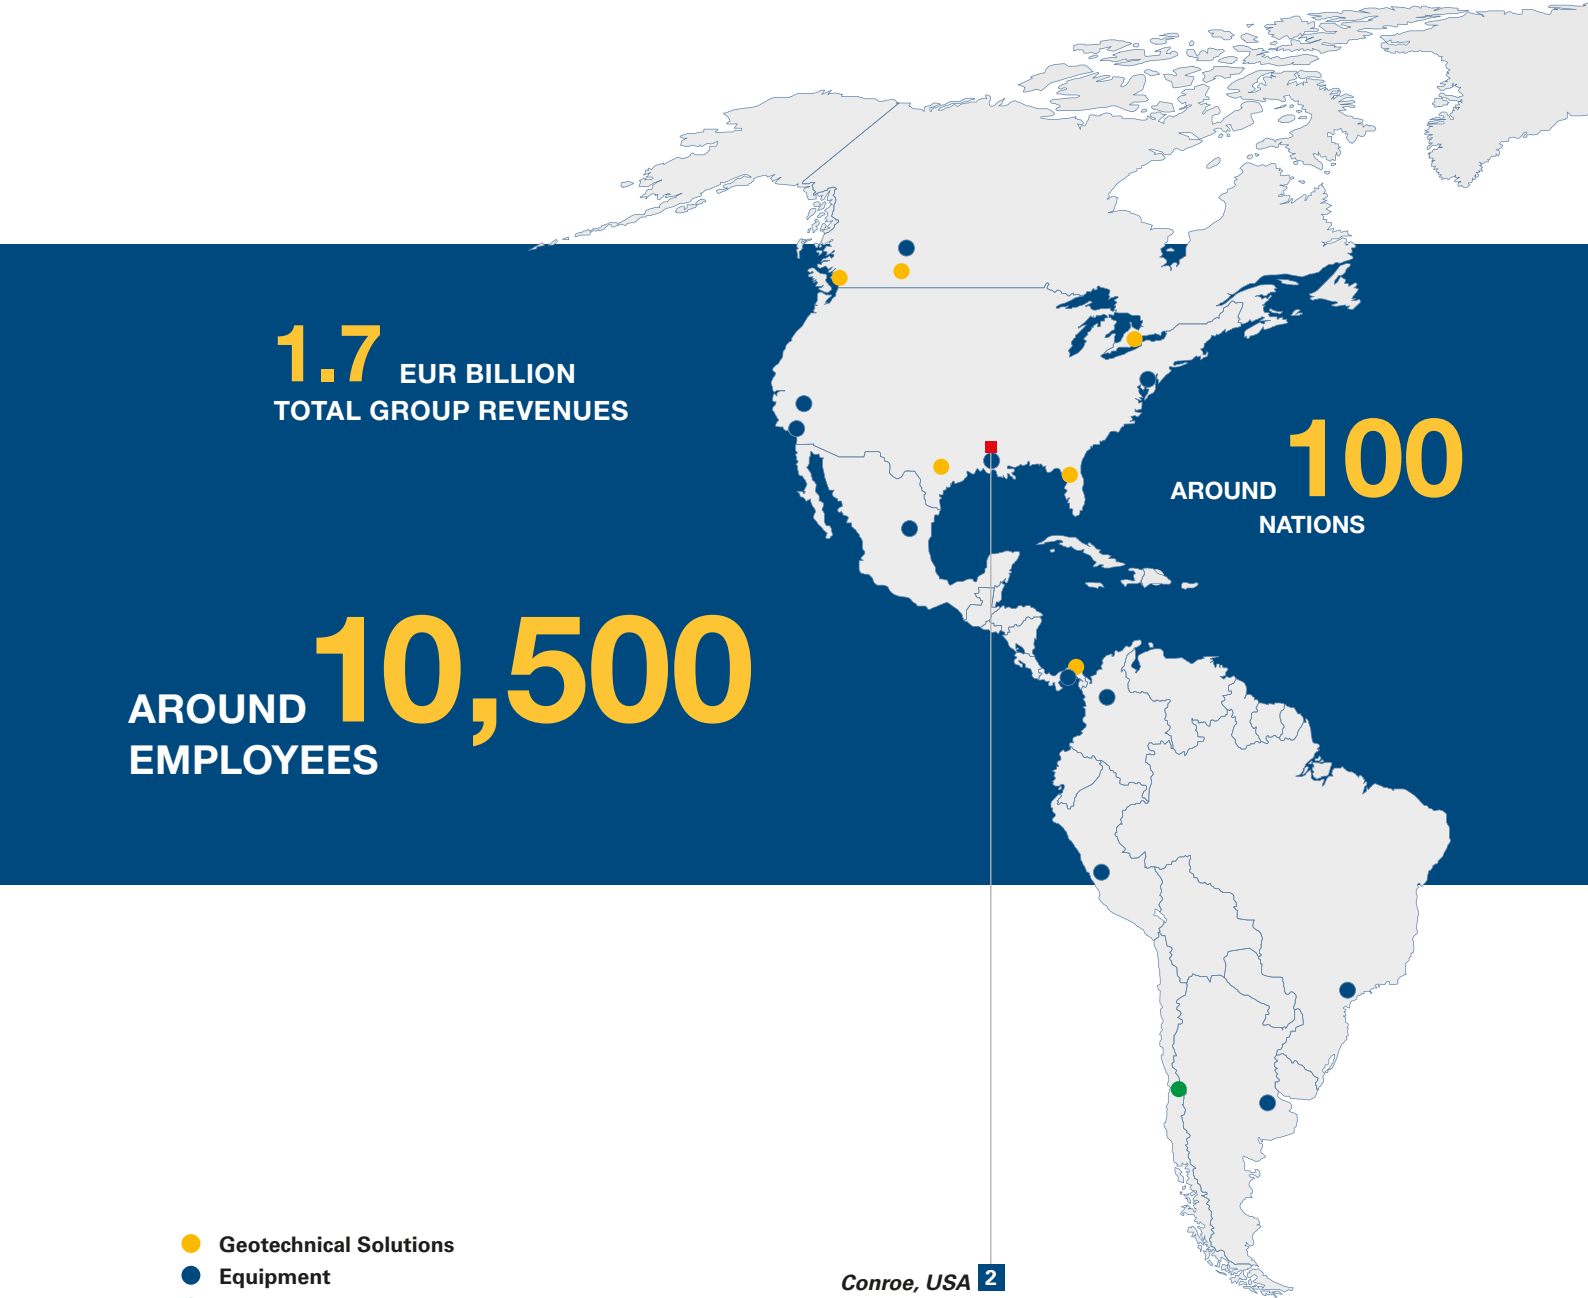 1.7 EUR BILLION
TOTAL GROUP REVENUES
AROUND 100
NATIONS
AROUND 10,500
EMPLOYEES
Geotechnical Solutions
Equipment
Conroe, USA 2